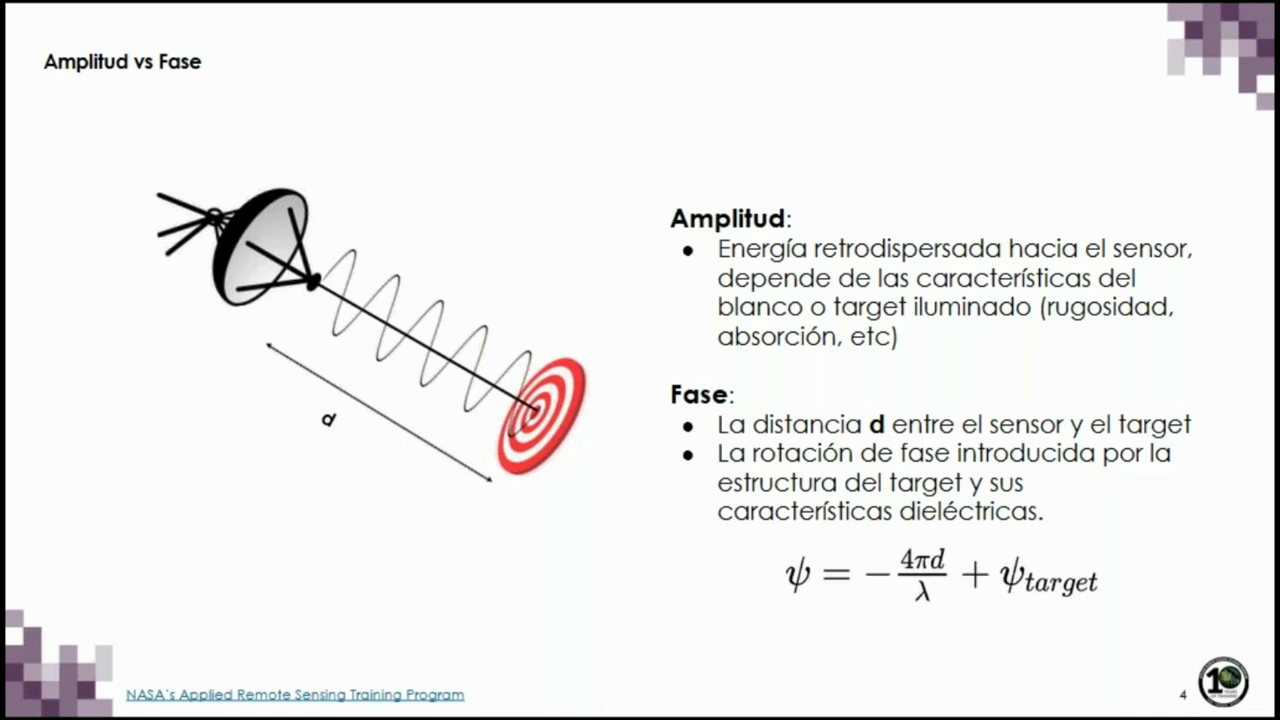 Amplitud vs Fase
d
Amplitud:
● Energía retrodispersada hacia el sensor,
depende de las características del
blanco o target iluminado (rugosidad,
absorción, etc)
Fase:
● La distancia d entre el sensor y el target
● La rotación de fase introducida por la
estructura del target y sus
características dieléctricas.
ψ = − 4πd/λ + ψtarget
NASA's Applied Remote Sensing Training Program
4
10